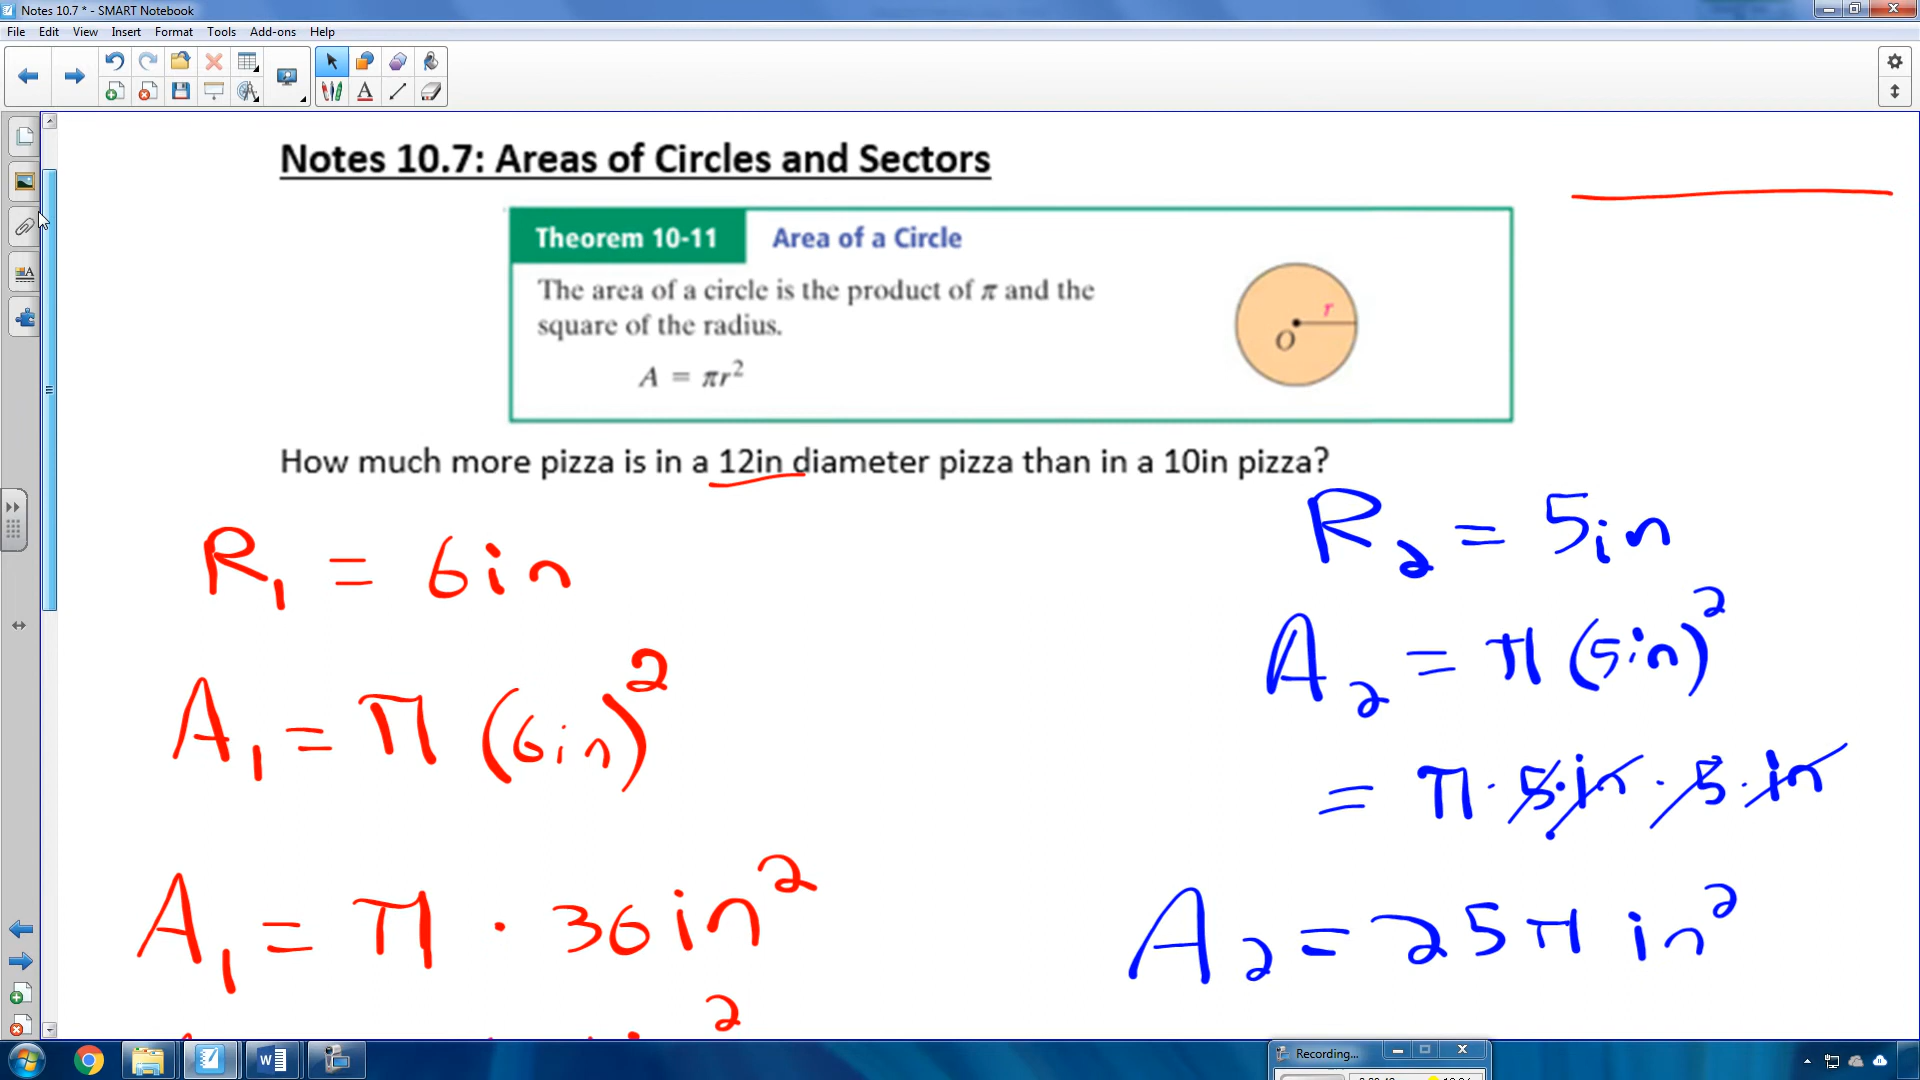 Notes 10.7 * - SMART Notebook
File Edit View Insert Format Tools Add-ons Help
Notes 10.7: Areas of Circles and Sectors
Theorem 10-11 Area of a Circle
The area of a circle is the product of π and the
square of the radius.
A = πr²
r
O
How much more pizza is in a 12in diameter pizza than in a 10in pizza?
R₁ = 6in
R₂ = 5in
A₁ = π (6in)²
A₂ = π (5in)²
= π · 5 · in · 5 · in
A₁ = π · 36 in²
A₂ = 25π in²
2
Recording...